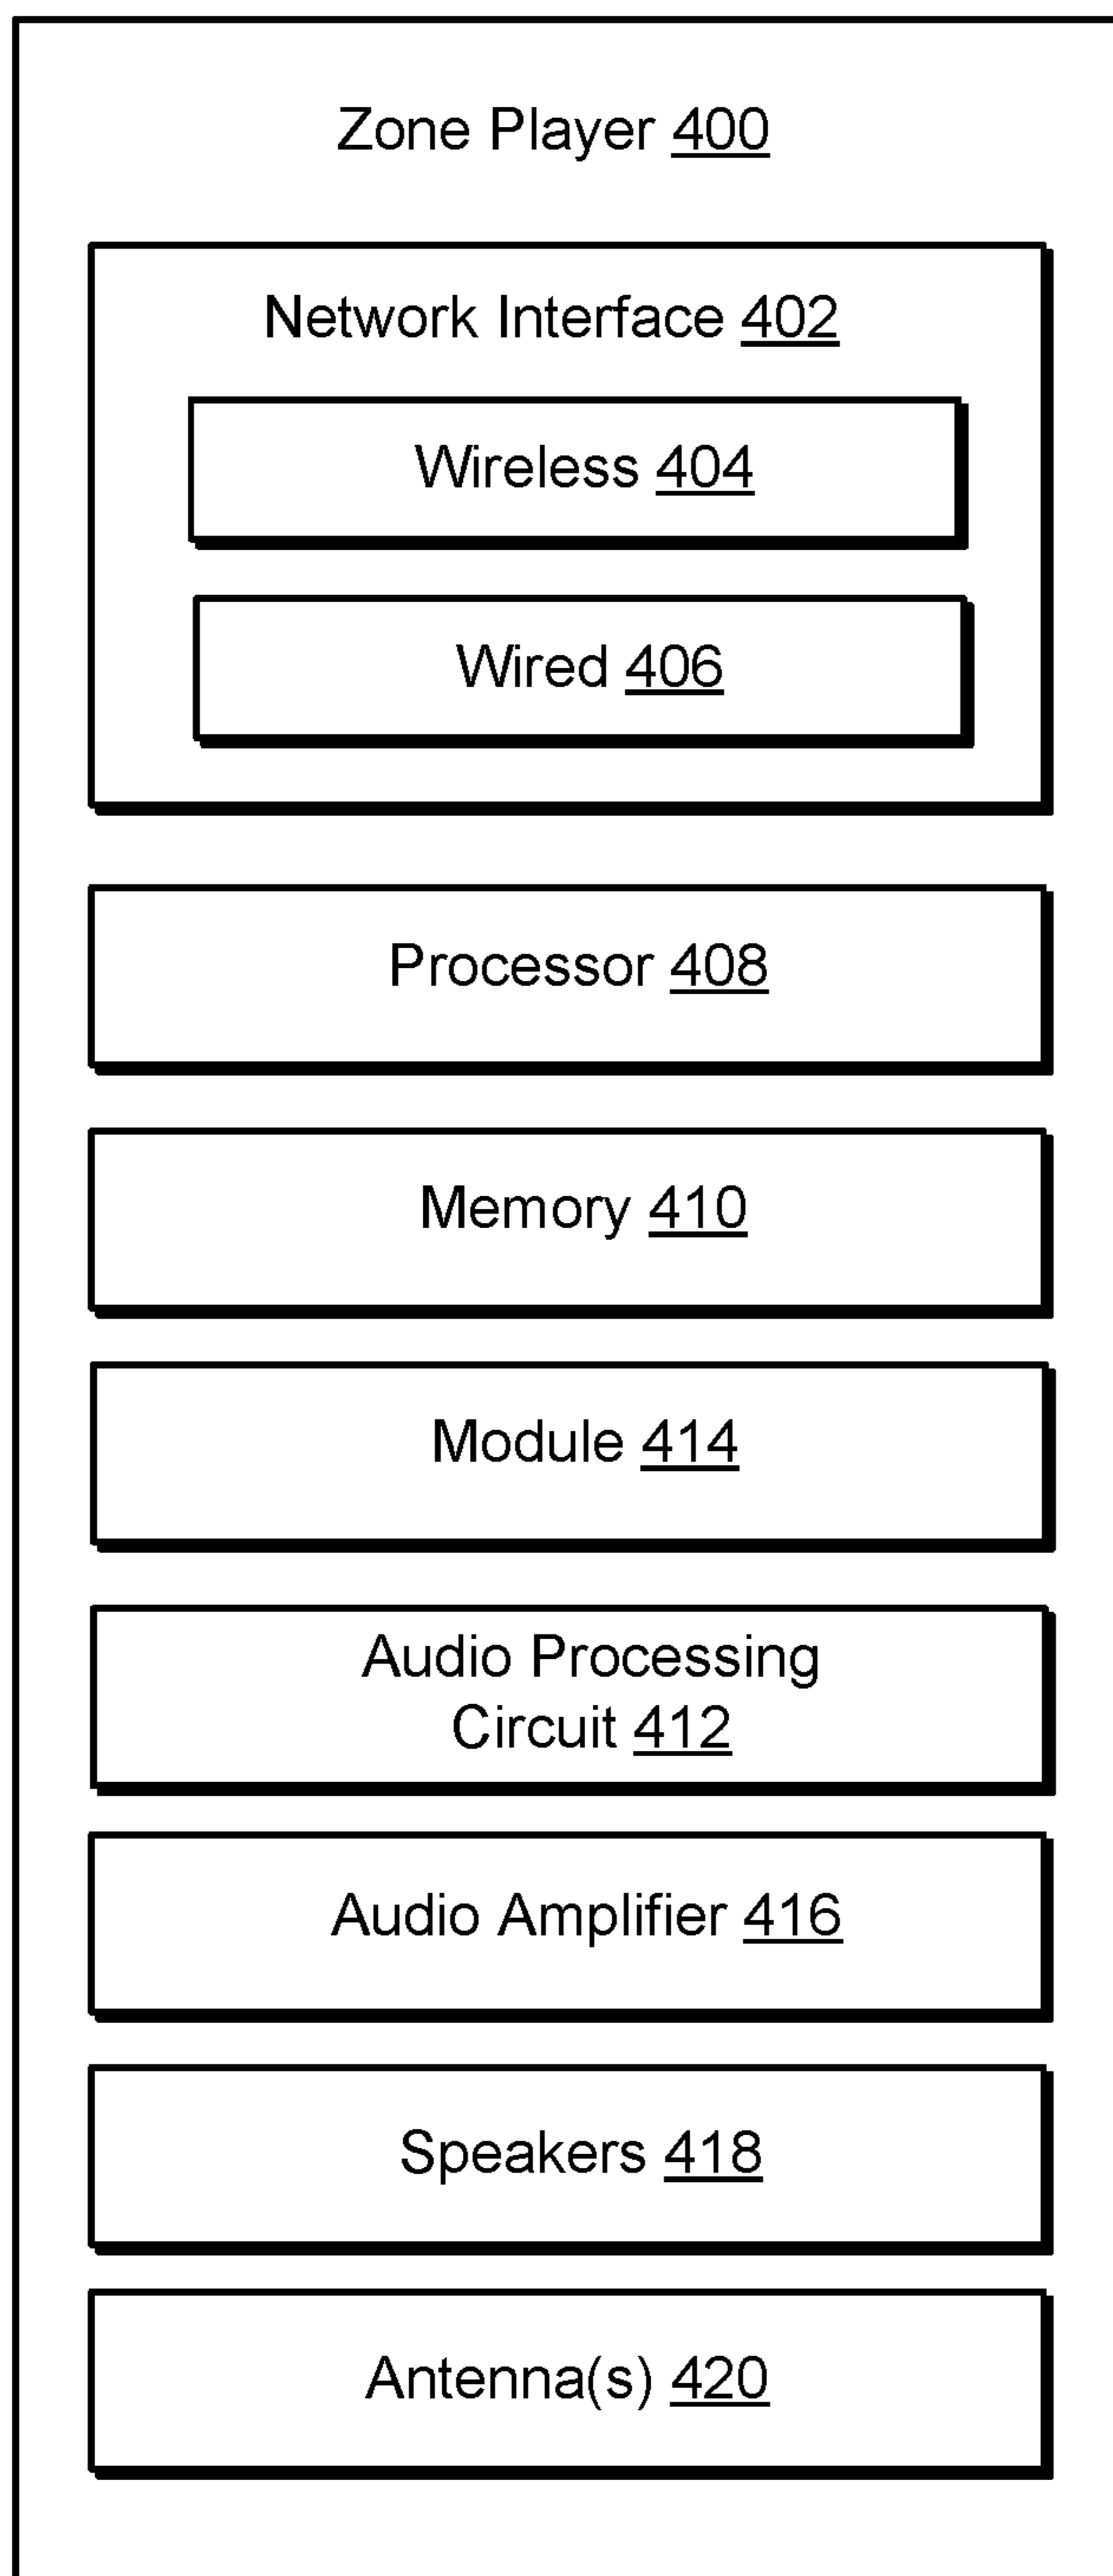 Zone Player 400
Network Interface 402
Wireless 404
Wired 406
Processor 408
Memory 410
Module 414
Audio Processing
Circuit 412
Audio Amplifier 416
Speakers 418
Antenna(s) 420